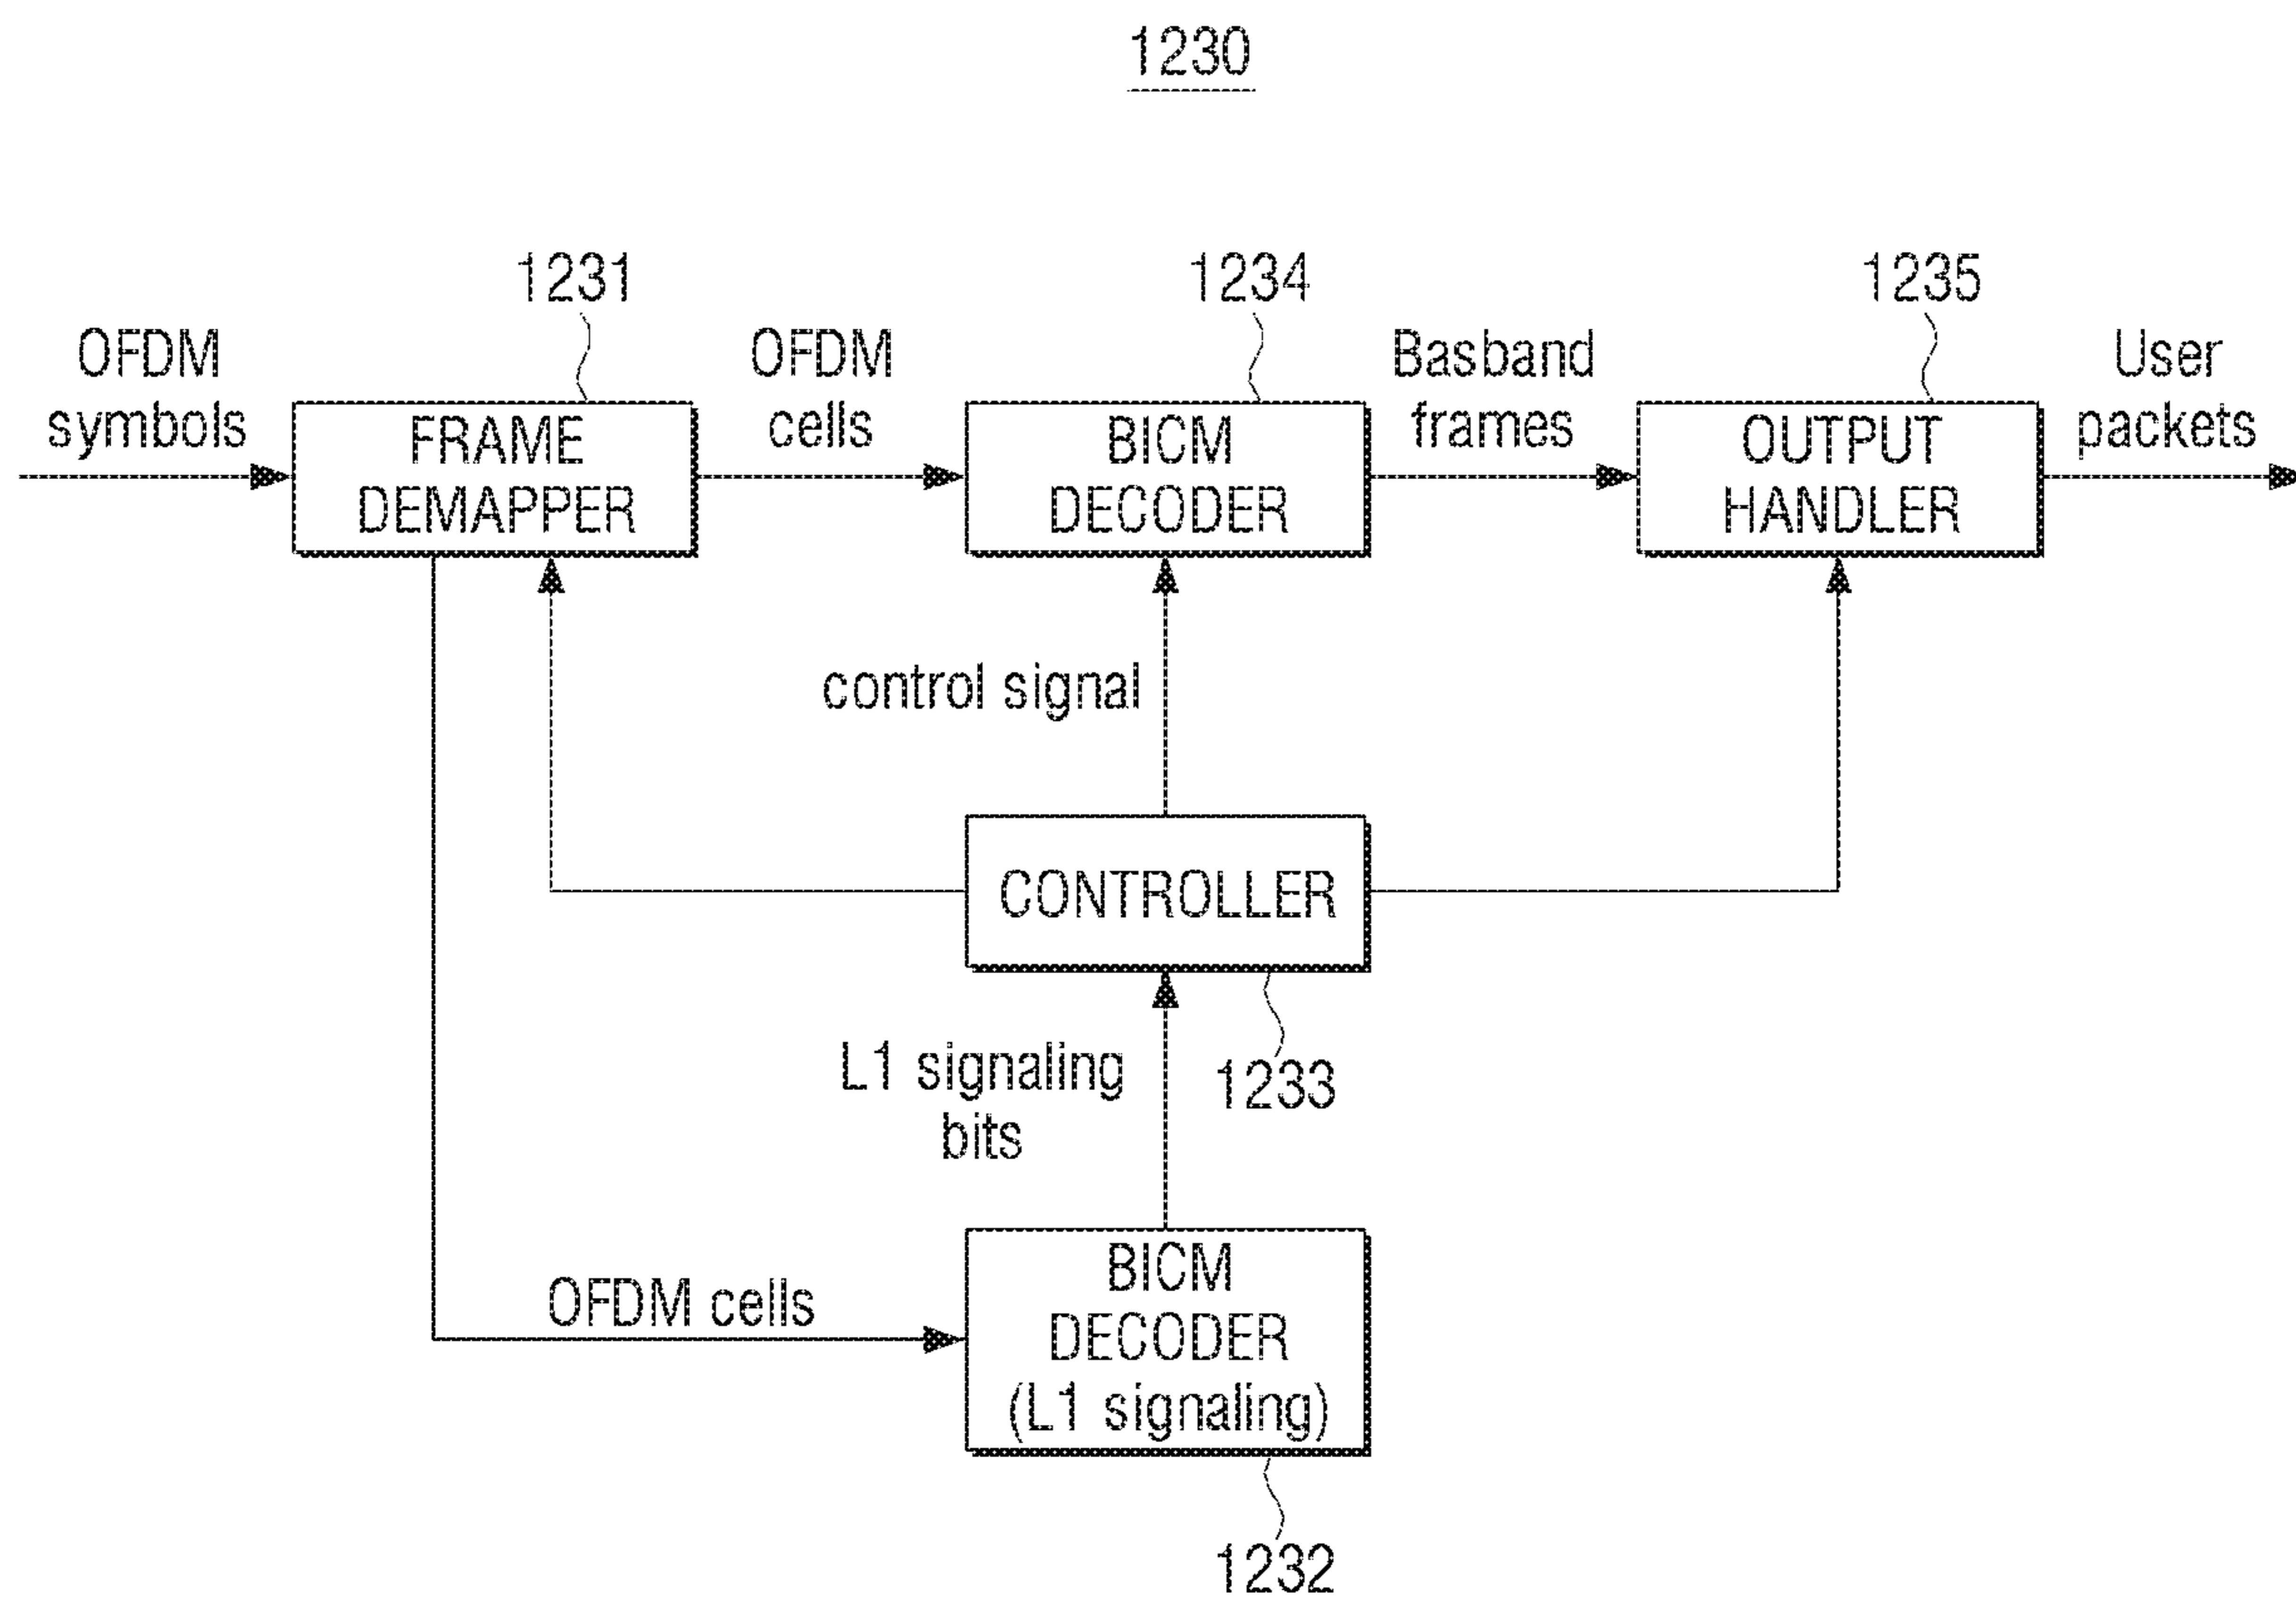 1230
1231
1234
1235
OFDM
symbols
OFDM
cells
Basband
frames
User
packets
FRAME
DEMAPPER
BICM
DECODER
OUTPUT
HANDLER
control signal
CONTROLLER
L1 signaling
bits
1233
OFDM cells
BICM
DECODER
(L1 signaling)
1232